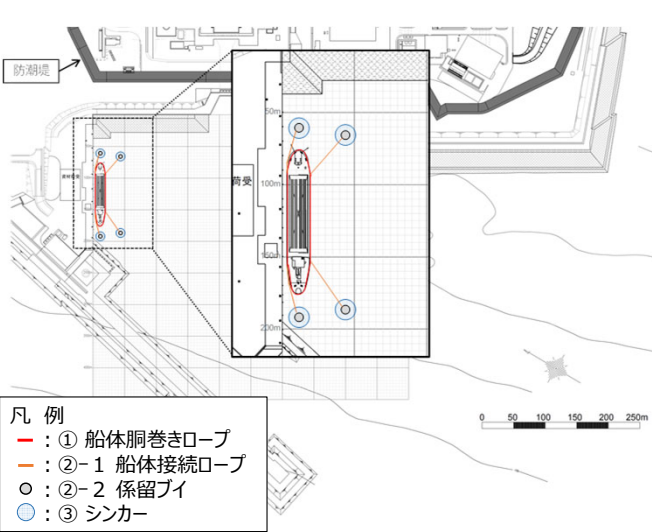 防潮堤
荷受
50m
100m
150m
200m
0 50 100 150 200 250m
凡 例
：① 船体胴巻きロープ
：②-1 船体接続ロープ
：②-2 係留ブイ
：③ シンカー